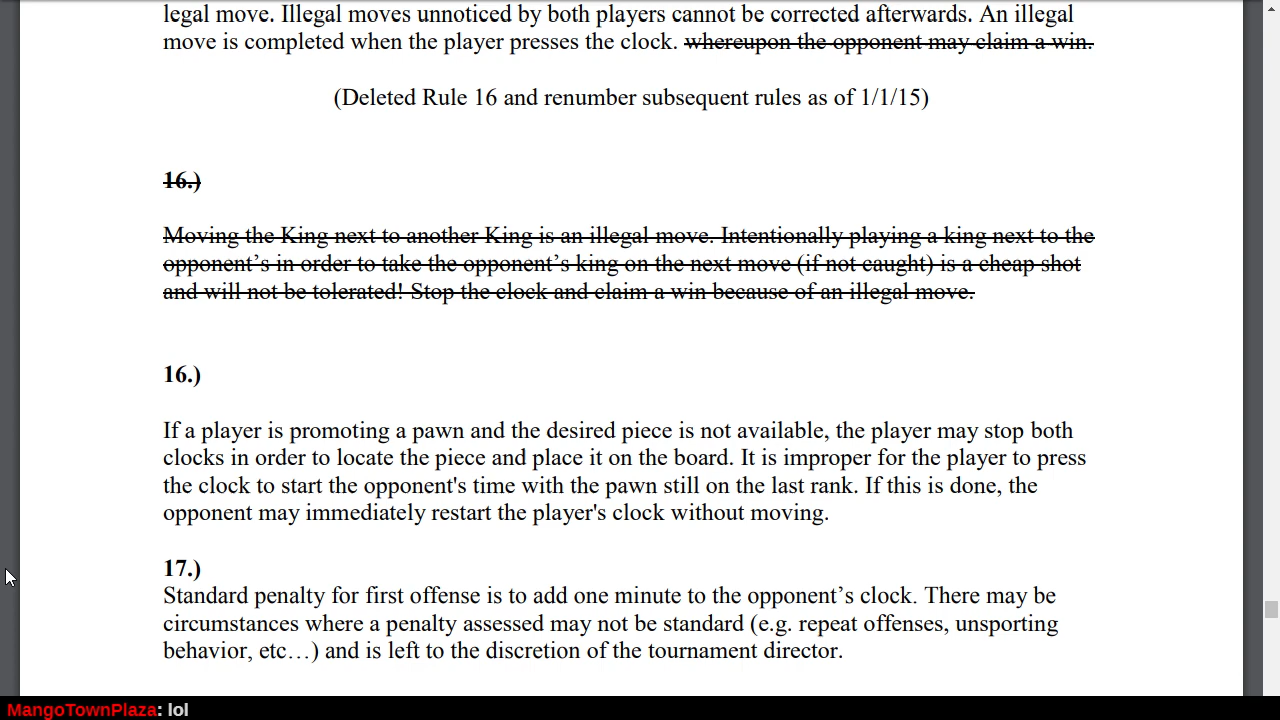 legal move. Illegal moves unnoticed by both players cannot be corrected afterwards. An illegal
move is completed when the player presses the clock. whereupon the opponent may claim a win.
(Deleted Rule 16 and renumber subsequent rules as of 1/1/15)
16.)
Moving the King next to another King is an illegal move. Intentionally playing a king next to the
opponent’s in order to take the opponent’s king on the next move (if not caught) is a cheap shot
and will not be tolerated! Stop the clock and claim a win because of an illegal move.
16.)
If a player is promoting a pawn and the desired piece is not available, the player may stop both
clocks in order to locate the piece and place it on the board. It is improper for the player to press
the clock to start the opponent's time with the pawn still on the last rank. If this is done, the
opponent may immediately restart the player's clock without moving.
17.)
Standard penalty for first offense is to add one minute to the opponent’s clock. There may be
circumstances where a penalty assessed may not be standard (e.g. repeat offenses, unsporting
behavior, etc…) and is left to the discretion of the tournament director.
MangoTownPlaza: lol